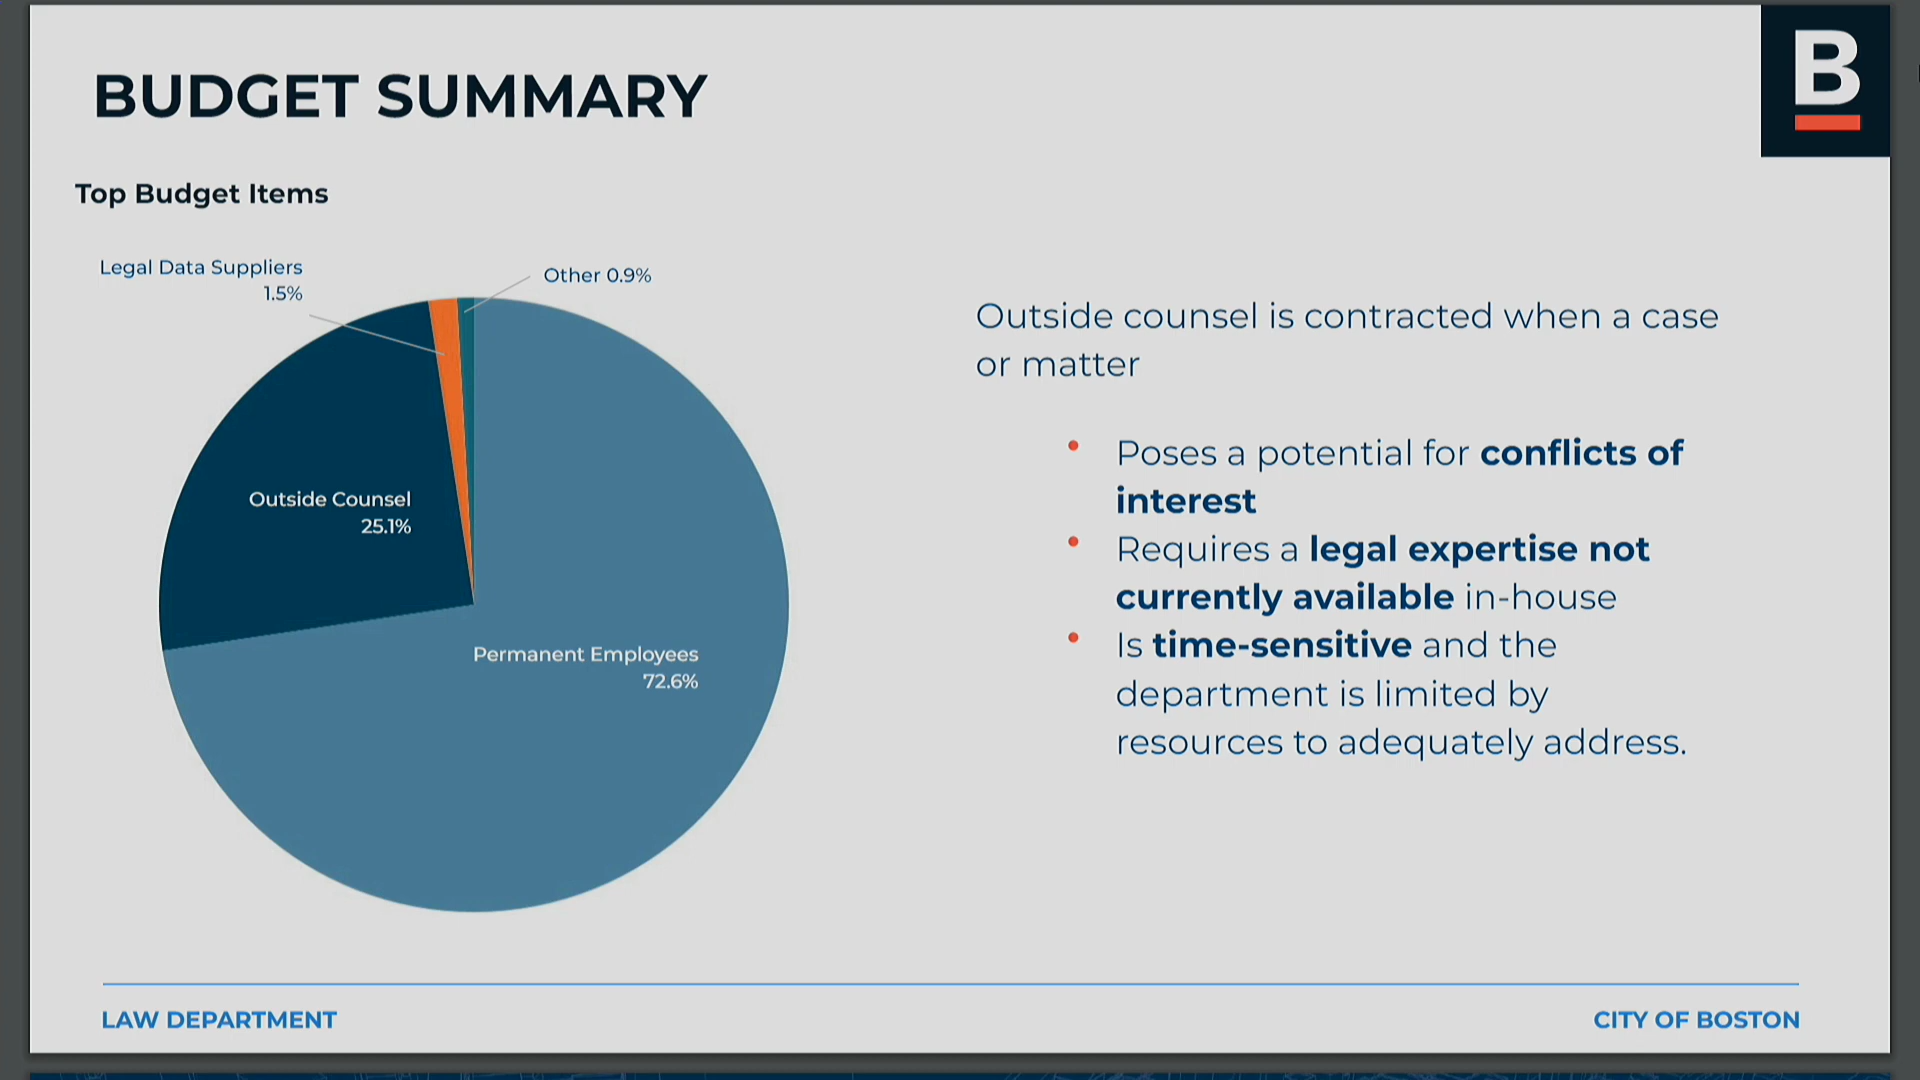 BUDGET SUMMARY
B
Top Budget Items
Legal Data Suppliers
1.5%
Other 0.9%
Outside Counsel
25.1%
Permanent Employees
72.6%
Outside counsel is contracted when a case
or matter
• Poses a potential for conflicts of
interest
• Requires a legal expertise not
currently available in-house
• Is time-sensitive and the
department is limited by
resources to adequately address.
LAW DEPARTMENT
CITY OF BOSTON